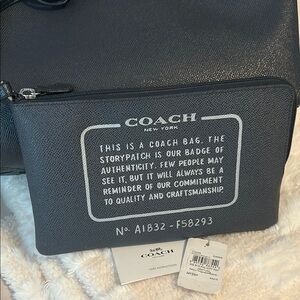 COACH
NEW YORK
THIS IS A COACH BAG. THE
STORYPATCH IS OUR BADGE OF
AUTHENTICITY. FEW PEOPLE MAY
SEE IT, BUT IT WILL ALWAYS BE A
REMINDER OF OUR COMMITMENT
TO QUALITY AND CRAFTSMANSHIP.
No A1832-F58293
COACH